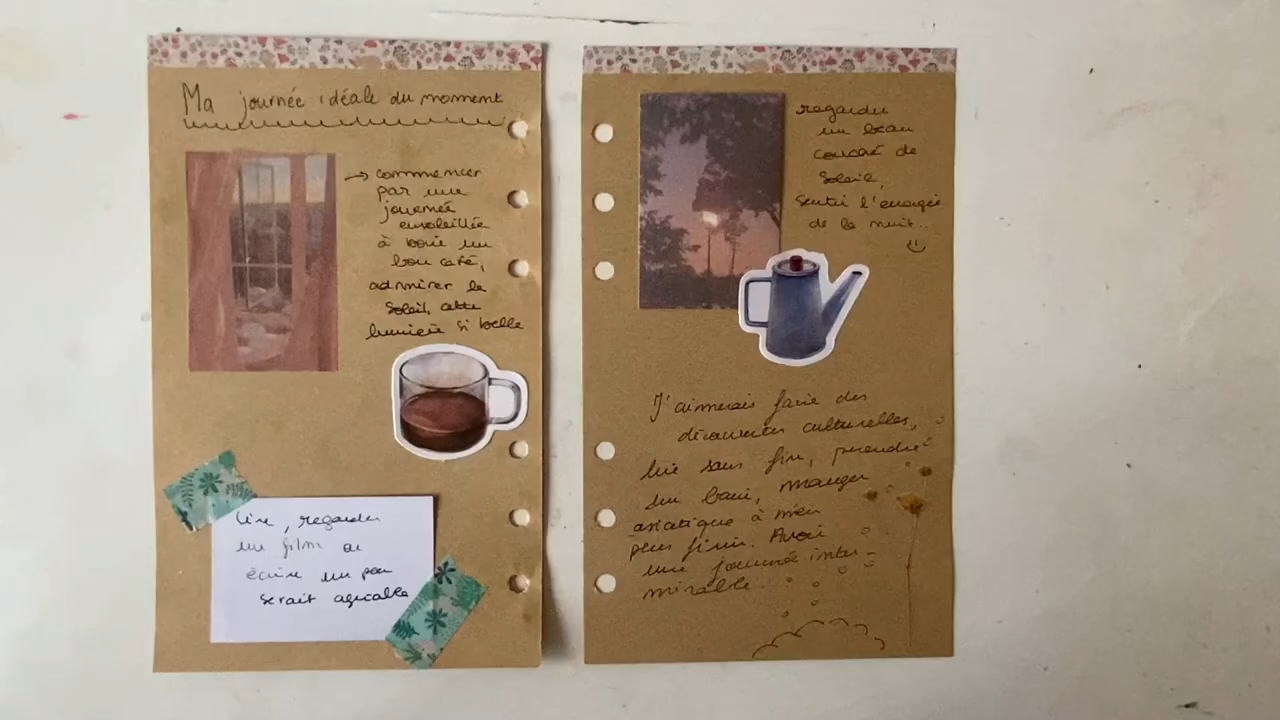 Ma journée idéale du moment
→ commencer
par une
journée
ensoleillée
à boire un
bon café,
admirer le
soleil, cette
lumière si belle
lire, regarder
un film ou
écrire un peu
serait agréable
regarder
un beau
couché de
soleil,
sentir l'énergie
de la nuit..
J'aimerais faire des
découvertes culturelles,
lire sans fin, prendre
un bain, manger
asiatique à n'en
plus finir. Avoir
une journée inter-
minable.